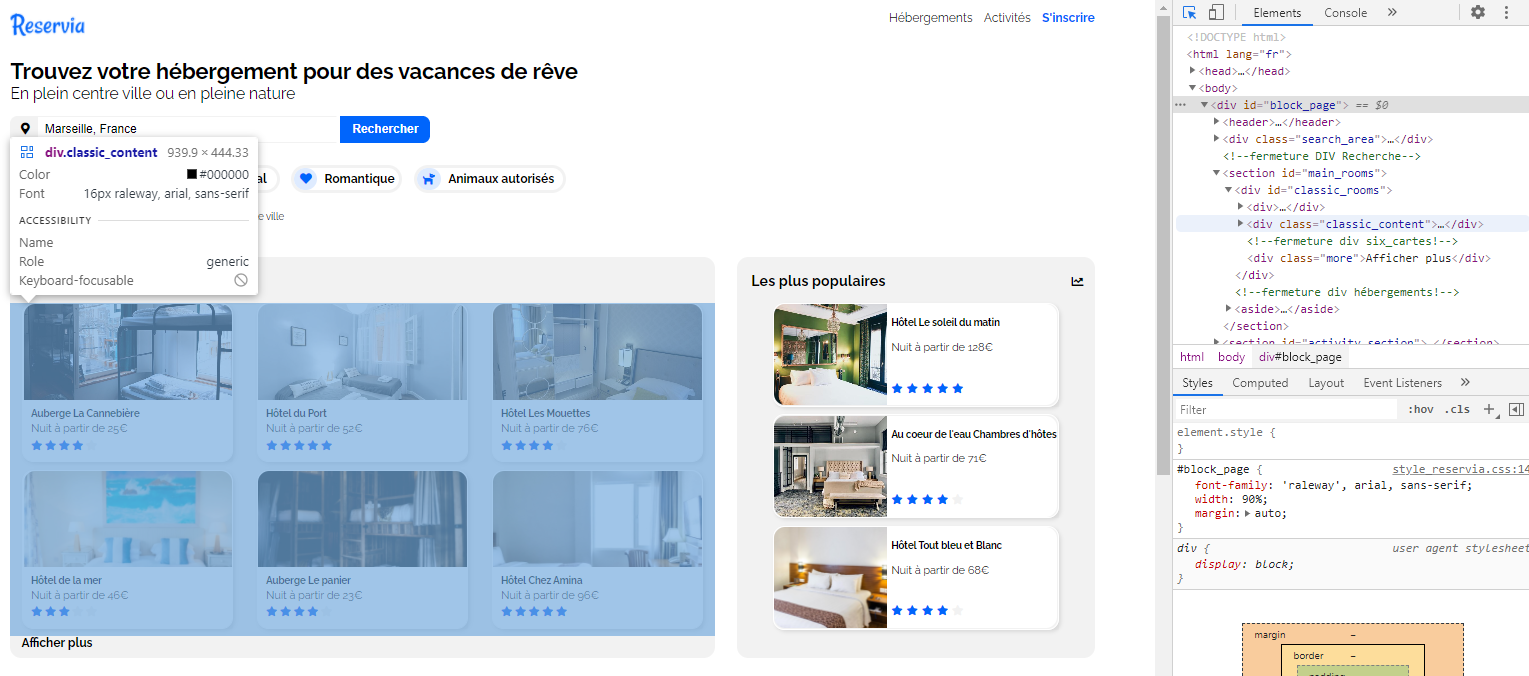 Reservia
Hébergements Activités S'inscrire
Trouvez votre hébergement pour des vacances de rêve
En plein centre ville ou en pleine nature
Marseille, France
Rechercher
div.classic_content 939.9 × 444.33
Color #000000
Font 16px raleway, arial, sans-serif
ACCESSIBILITY
Name
Role generic
Keyboard-focusable
al Romantique Animaux autorisés
e ville
Auberge La Cannebière
Nuit à partir de 25€
Hôtel du Port
Nuit à partir de 52€
Hôtel Les Mouettes
Nuit à partir de 76€
Hôtel de la mer
Nuit à partir de 46€
Auberge Le panier
Nuit à partir de 23€
Hôtel Chez Amina
Nuit à partir de 96€
Afficher plus
Les plus populaires
Hôtel Le soleil du matin
Nuit à partir de 128€
Au coeur de l'eau Chambres d'hôtes
Nuit à partir de 71€
Hôtel Tout bleu et Blanc
Nuit à partir de 68€
Elements Console »
<!DOCTYPE html>
<html lang="fr">
<head>…</head>
<body>
<div id="block_page"> == $0
<header>…</header>
<div class="search_area">…</div>
<!--fermeture DIV Recherche-->
<section id="main_rooms">
<div id="classic_rooms">
<div>…</div>
<div class="classic_content">…</div>
<!--fermeture div six_cartes!-->
<div class="more">Afficher plus</div>
</div>
<!--fermeture div hébergements!-->
<aside>…</aside>
</section>
<section id="activity_section">…</section>
html body div#block_page
Styles Computed Layout Event Listeners »
Filter :hov .cls +
element.style {
}
#block_page { style_reservia.css:14
font-family: 'raleway', arial, sans-serif;
width: 90%;
margin: auto;
}
div { user agent stylesheet
display: block;
}
margin –
border –
padding